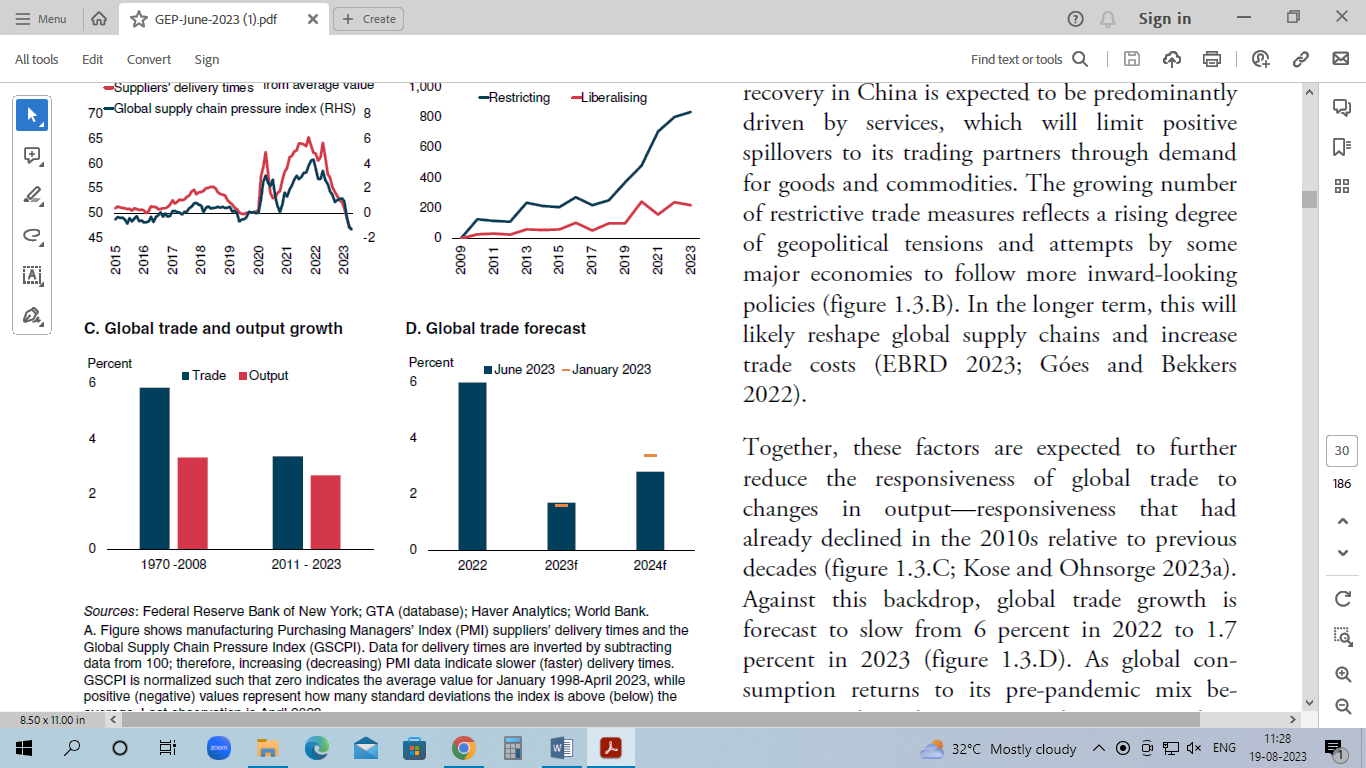 Menu
GEP-June-2023 (1).pdf
Create
Sign in
All tools
Edit
Convert
Sign
Find text or tools
Suppliers' delivery times
from average value
Global supply chain pressure index (RHS)
70
65
60
55
50
45
8
6
4
2
0
-2
2015
2016
2017
2018
2019
2020
2021
2022
2023
1,000
800
600
400
200
0
Restricting
Liberalising
2009
2011
2013
2015
2017
2019
2021
2023
C. Global trade and output growth
Percent
Trade
Output
6
4
2
0
1970 -2008
2011 - 2023
D. Global trade forecast
Percent
June 2023
January 2023
6
4
2
0
2022
2023f
2024f
Sources: Federal Reserve Bank of New York; GTA (database); Haver Analytics; World Bank.
A. Figure shows manufacturing Purchasing Managers' Index (PMI) suppliers' delivery times and the
Global Supply Chain Pressure Index (GSCPI). Data for delivery times are inverted by subtracting
data from 100; therefore, increasing (decreasing) PMI data indicate slower (faster) delivery times.
GSCPI is normalized such that zero indicates the average value for January 1998-April 2023, while
positive (negative) values represent how many standard deviations the index is above (below) the
recovery in China is expected to be predominantly
driven by services, which will limit positive
spillovers to its trading partners through demand
for goods and commodities. The growing number
of restrictive trade measures reflects a rising degree
of geopolitical tensions and attempts by some
major economies to follow more inward-looking
policies (figure 1.3.B). In the longer term, this will
likely reshape global supply chains and increase
trade costs (EBRD 2023; Góes and Bekkers
2022).
Together, these factors are expected to further
reduce the responsiveness of global trade to
changes in output—responsiveness that had
already declined in the 2010s relative to previous
decades (figure 1.3.C; Kose and Ohnsorge 2023a).
Against this backdrop, global trade growth is
forecast to slow from 6 percent in 2022 to 1.7
percent in 2023 (figure 1.3.D). As global con-
sumption returns to its pre-pandemic mix be-
30
186
8.50 x 11.00 in
zoom
32°C Mostly cloudy
ENG
11:28
19-08-2023
1